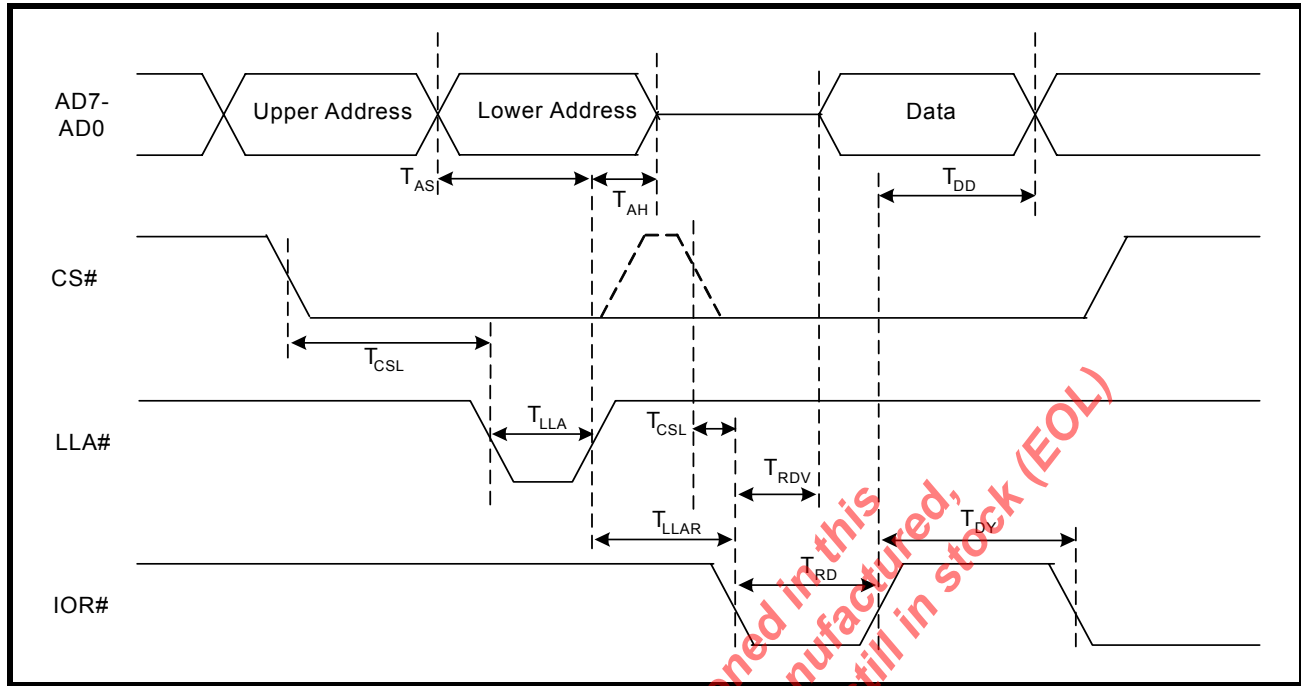 AD7-
AD0
Upper Address
Lower Address
Data
TAS
TAH
TDD
CS#
TCSL
LLA#
TLLA
TCSL
TRDV
TLLAR
TDY
TRD
IOR#
oned in this
nufactured,
till in stock (EOL)